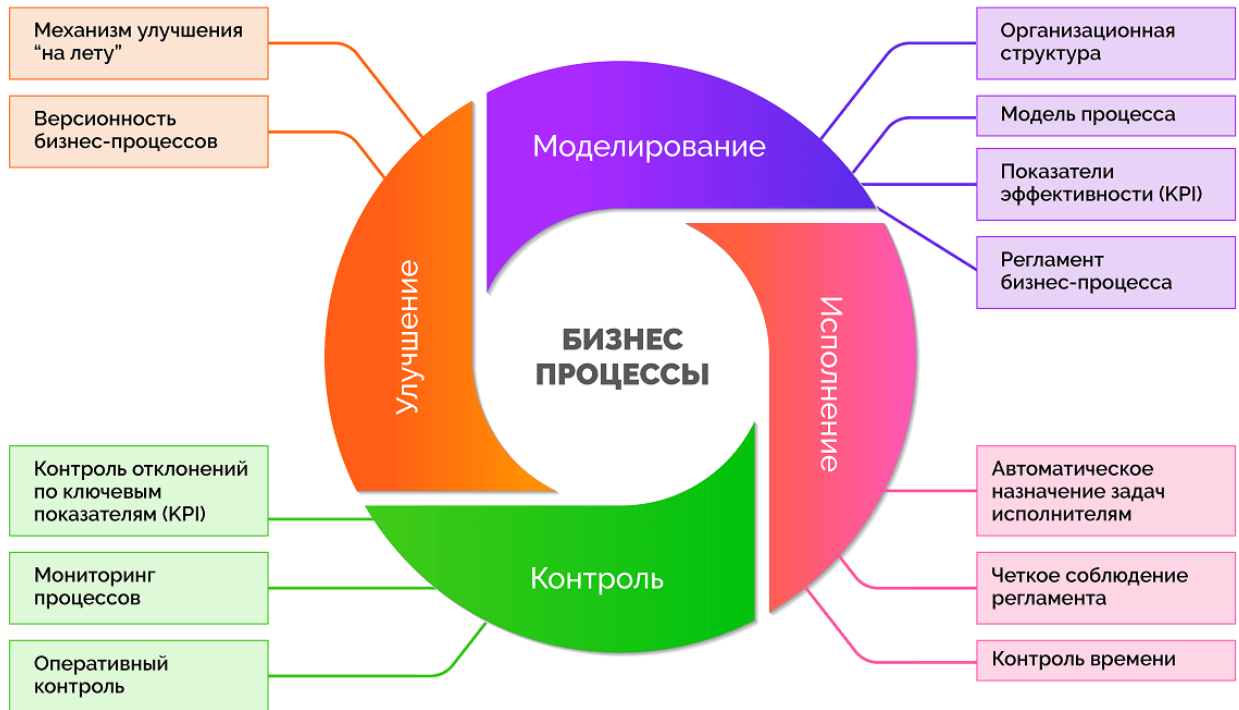 Механизм улучшения
“на лету”
Версионность
бизнес-процессов
Организационная
структура
Модель процесса
Показатели
эффективности (KPI)
Регламент
бизнес-процесса
Моделирование
Улучшение
БИЗНЕС
ПРОЦЕССЫ
Исполнение
Контроль
Контроль отклонений
по ключевым
показателям (KPI)
Мониторинг
процессов
Оперативный
контроль
Автоматическое
назначение задач
исполнителям
Четкое соблюдение
регламента
Контроль времени